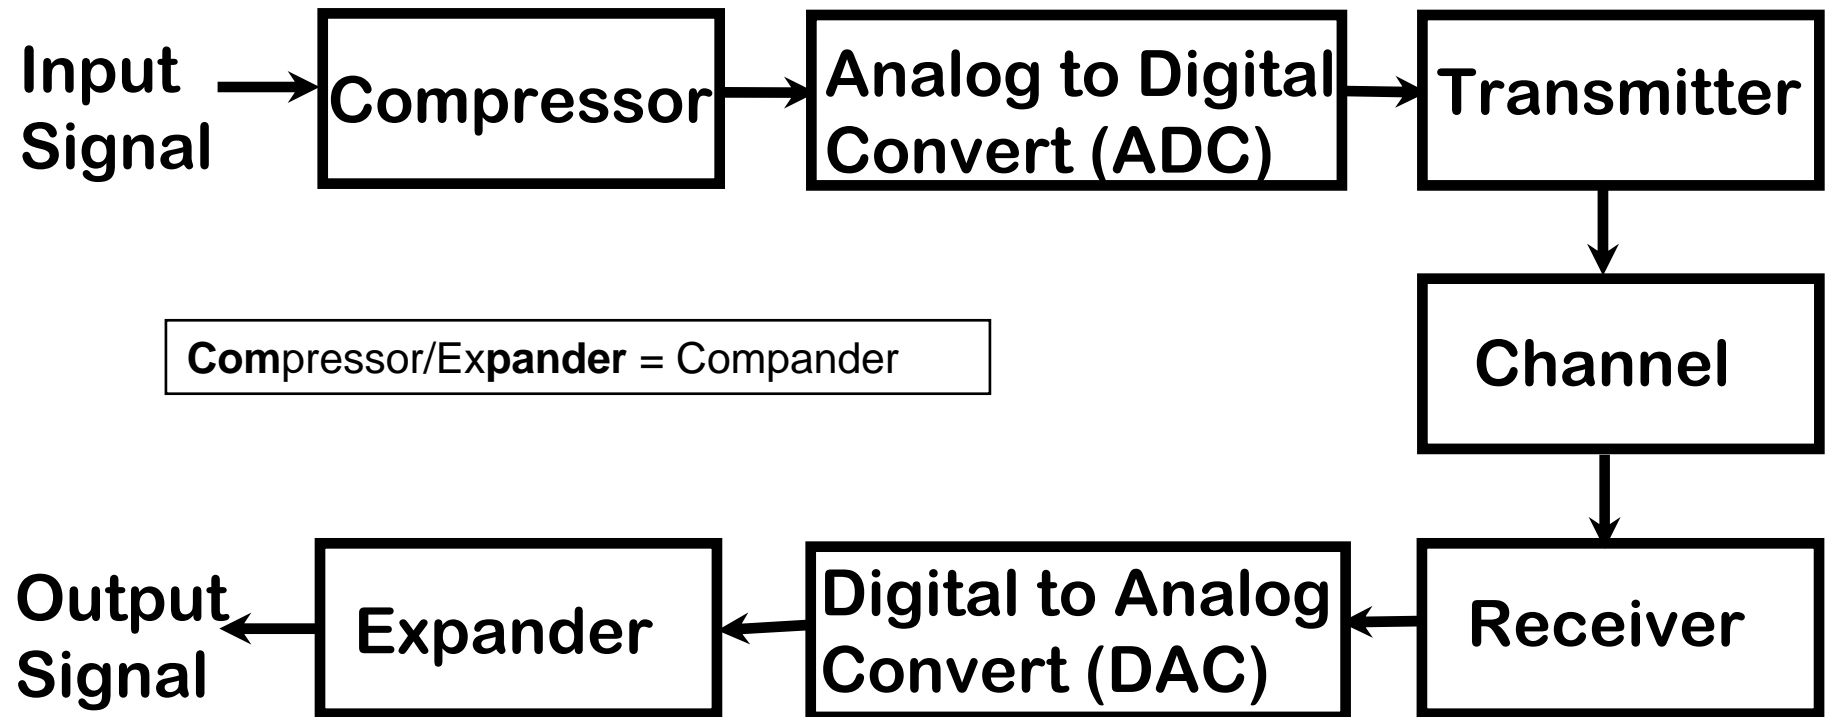 Input
Signal
Compressor
Analog to Digital
Convert (ADC)
Transmitter
Channel
Compressor/Expander = Compander
Output
Signal
Expander
Digital to Analog
Convert (DAC)
Receiver